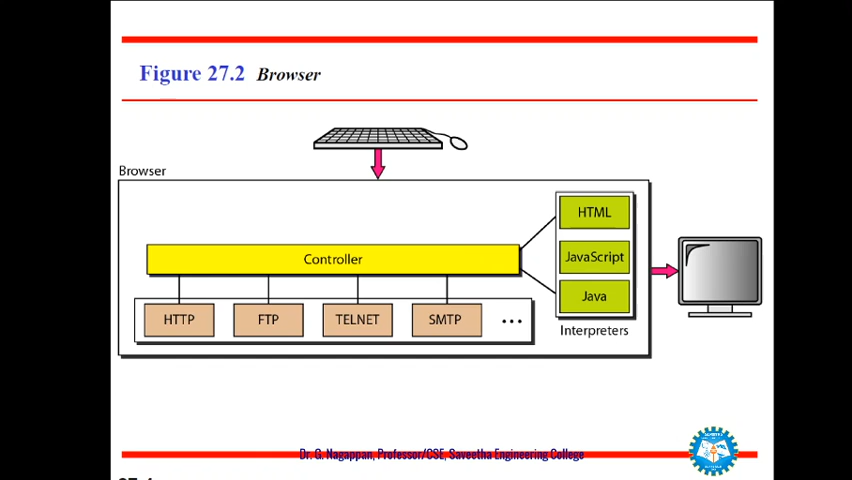 Figure 27.2 Browser
Browser
HTML
Controller
JavaScript
Java
HTTP
FTP
TELNET
SMTP
...
Interpreters
Dr. G. Nagappan, Professor/CSE, Saveetha Engineering College